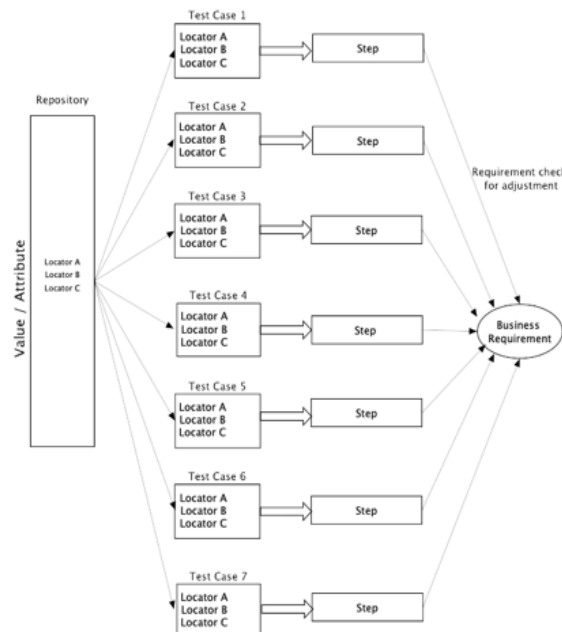 Test Case 1
Locator A
Locator B
Locator C
Step
Repository
Value / Attribute
Locator A
Locator B
Locator C
Test Case 2
Locator A
Locator B
Locator C
Step
Requirement check
for adjustment
Test Case 3
Locator A
Locator B
Locator C
Step
Test Case 4
Locator A
Locator B
Locator C
Step
Business
Requirement
Test Case 5
Locator A
Locator B
Locator C
Step
Test Case 6
Locator A
Locator B
Locator C
Step
Test Case 7
Locator A
Locator B
Locator C
Step